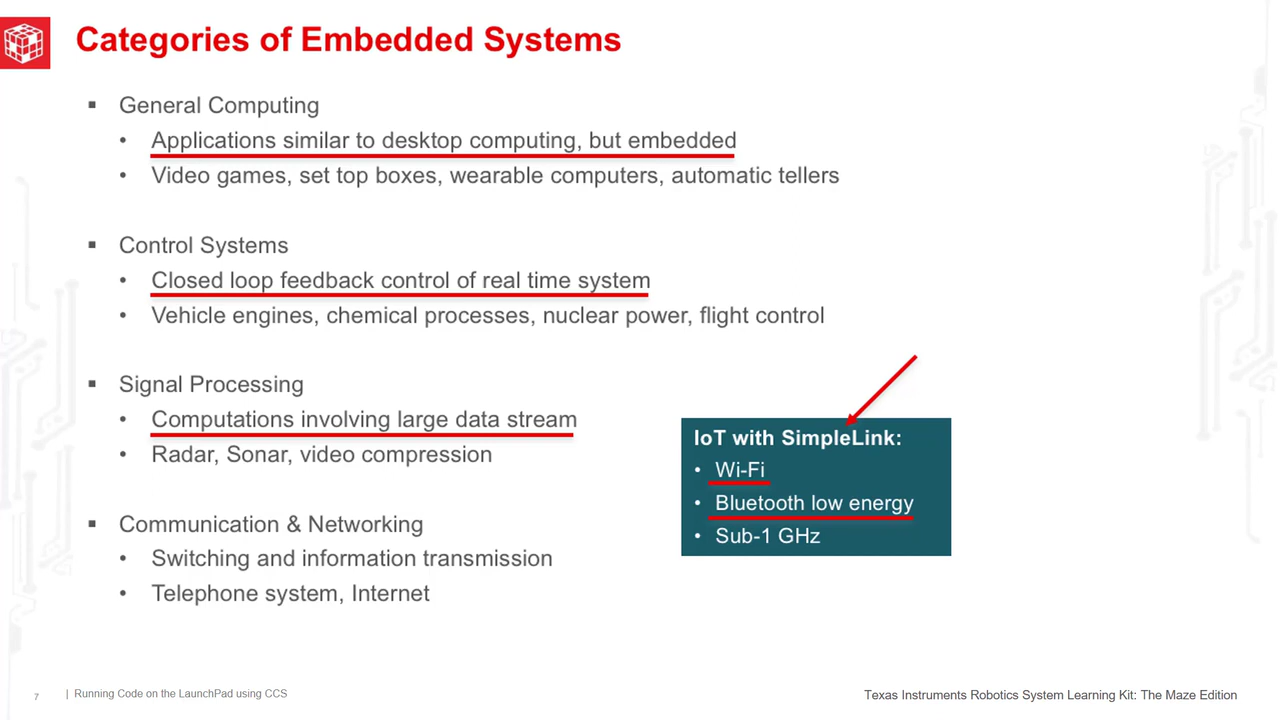 Categories of Embedded Systems
▪ General Computing
• Applications similar to desktop computing, but embedded
• Video games, set top boxes, wearable computers, automatic tellers
▪ Control Systems
• Closed loop feedback control of real time system
• Vehicle engines, chemical processes, nuclear power, flight control
▪ Signal Processing
• Computations involving large data stream
• Radar, Sonar, video compression
▪ Communication & Networking
• Switching and information transmission
• Telephone system, Internet
IoT with SimpleLink:
• Wi-Fi
• Bluetooth low energy
• Sub-1 GHz
7 | Running Code on the LaunchPad using CCS
Texas Instruments Robotics System Learning Kit: The Maze Edition